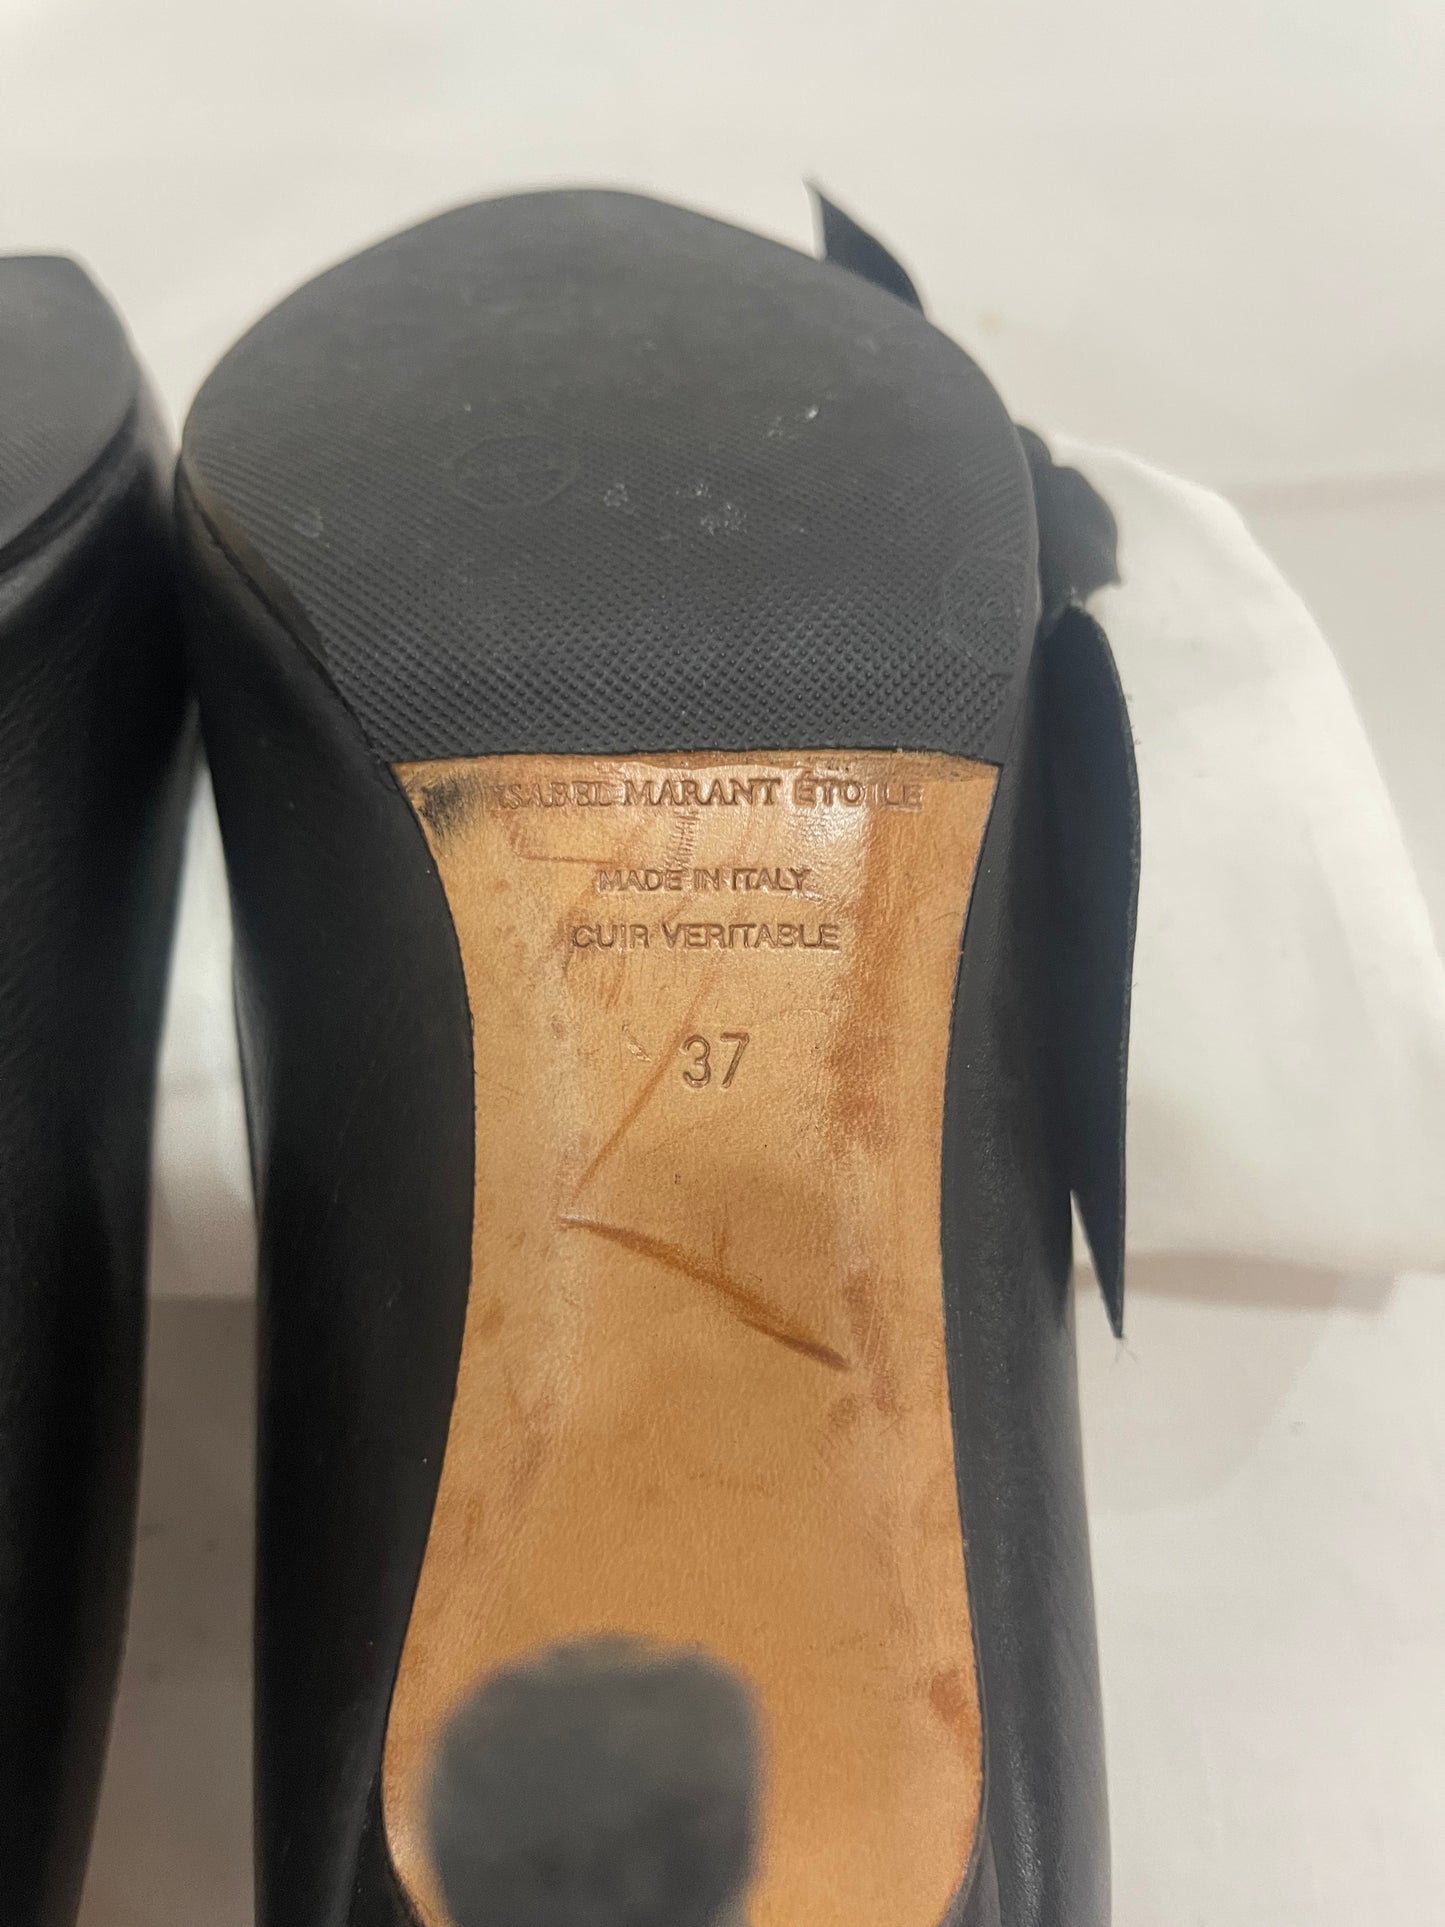 ISABEL MARANT ÉTOILE
MADE IN ITALY
CUIR VERITABLE
37